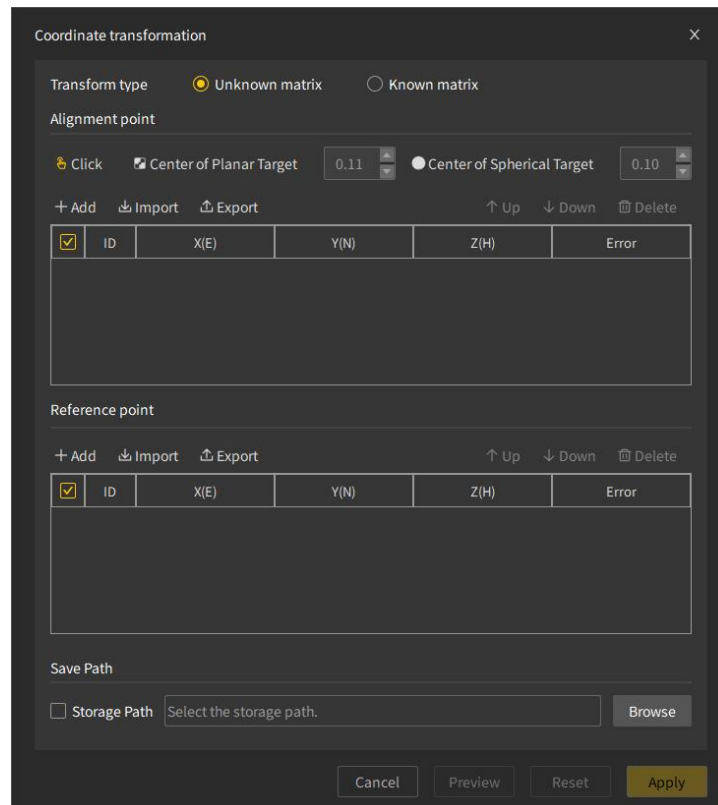 Coordinate transformation X
Transform type Unknown matrix Known matrix
Alignment point
Click Center of Planar Target 0.11 Center of Spherical Target 0.10
Add Import Export Up Down Delete
ID X(E) Y(N) Z(H) Error
Reference point
Add Import Export Up Down Delete
ID X(E) Y(N) Z(H) Error
Save Path
Storage Path Select the storage path. Browse
Cancel Preview Reset Apply